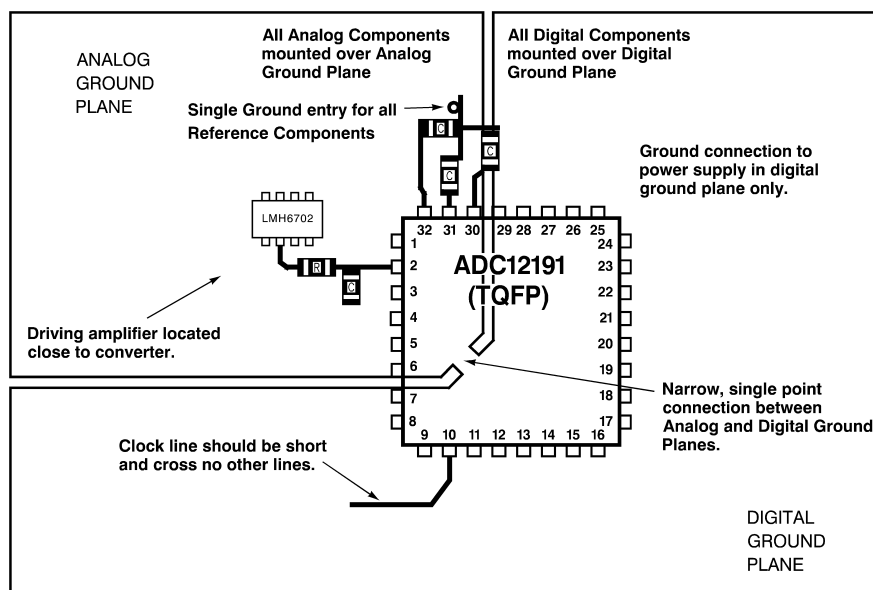 ANALOG
GROUND
PLANE
All Analog Components
mounted over Analog
Ground Plane
All Digital Components
mounted over Digital
Ground Plane
Single Ground entry for all
Reference Components
C
C
C
Ground connection to
power supply in digital
ground plane only.
LMH6702
R
C
32 31 30 29 28 27 26 25
1
2
3
4
5
6
7
8
24
23
22
21
20
19
18
17
ADC12191
(TQFP)
9 10 11 12 13 14 15 16
Driving amplifier located
close to converter.
Narrow, single point
connection between
Analog and Digital Ground
Planes.
Clock line should be short
and cross no other lines.
DIGITAL
GROUND
PLANE